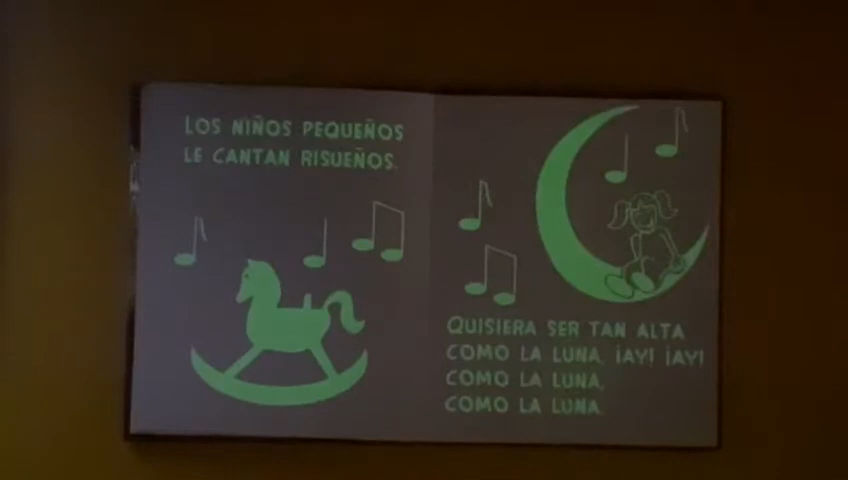 LOS NIÑOS PEQUEÑOS
LE CANTAN RISUEÑOS.
QUISIERA SER TAN ALTA
COMO LA LUNA, ¡AY! ¡AY!
COMO LA LUNA,
COMO LA LUNA.